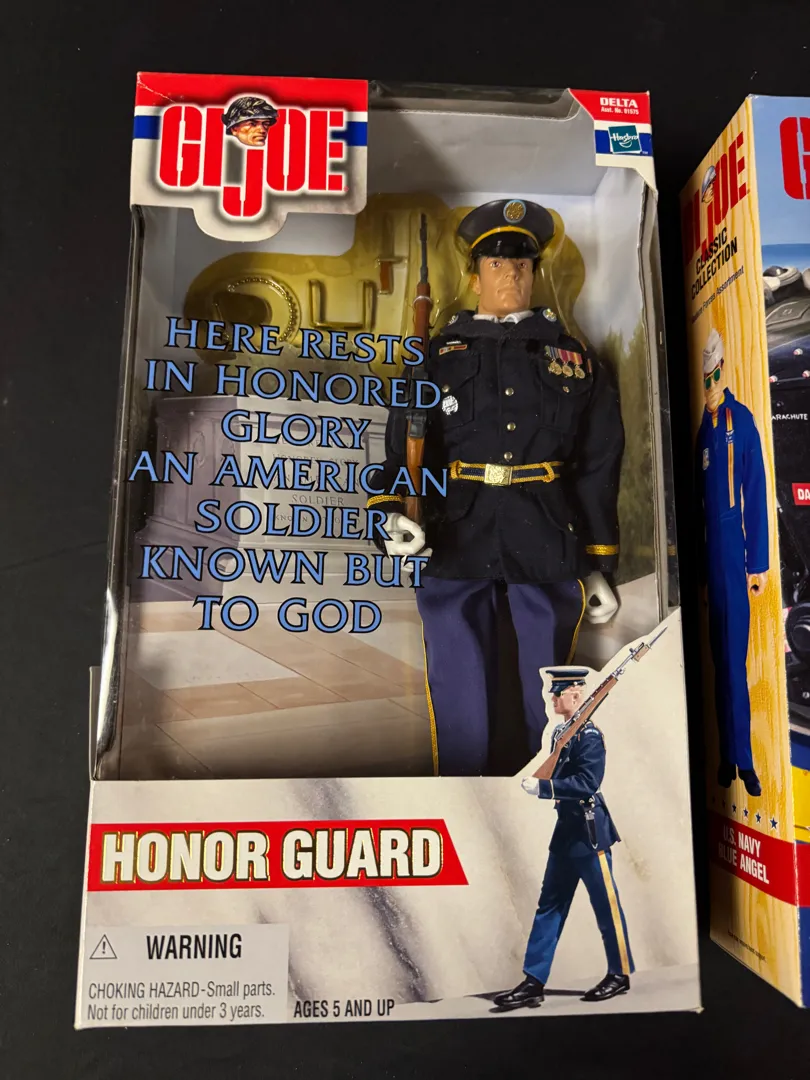 GI JOE
DELTA
Asst. No. 81575
Hasbro
HERE RESTS
IN HONORED
GLORY
AN AMERICAN
SOLDIER
KNOWN BUT
TO GOD
SOLDIER
HONOR GUARD
WARNING
CHOKING HAZARD-Small parts.
Not for children under 3 years.
AGES 5 AND UP
GI JOE
CLASSIC
COLLECTION
U.S. NAVY
BLUE ANGEL
PARACHUTE